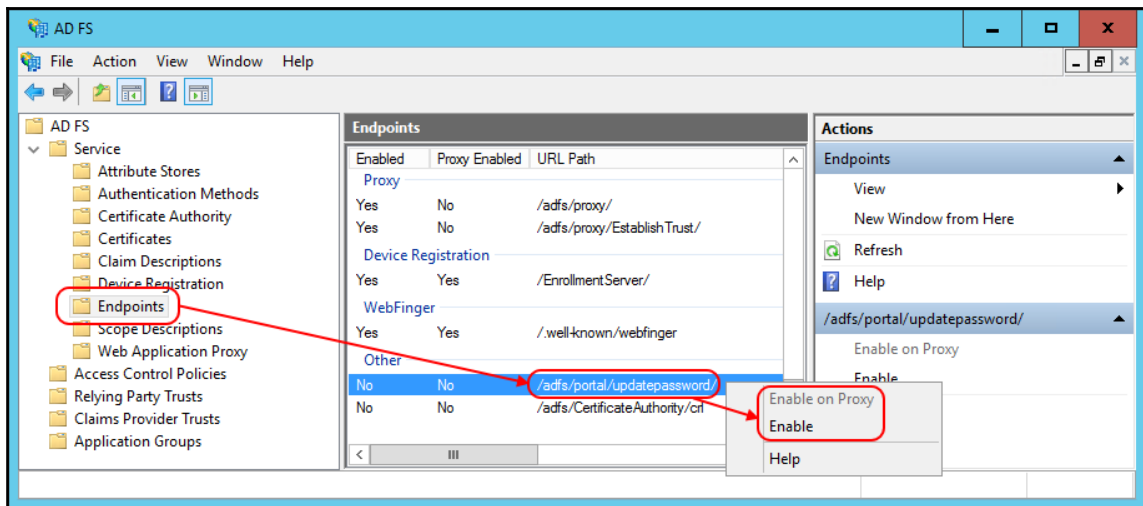 AD FS
File Action View Window Help
AD FS
Service
Attribute Stores
Authentication Methods
Certificate Authority
Certificates
Claim Descriptions
Device Registration
Endpoints
Scope Descriptions
Web Application Proxy
Access Control Policies
Relying Party Trusts
Claims Provider Trusts
Application Groups
Endpoints
Enabled Proxy Enabled URL Path
Proxy
Yes No /adfs/proxy/
Yes No /adfs/proxy/EstablishTrust/
Device Registration
Yes Yes /EnrollmentServer/
WebFinger
Yes Yes /.well-known/webfinger
Other
No No /adfs/portal/updatepassword/
No No /adfs/CertificateAuthority/crl
Enable on Proxy
Enable
Help
Actions
Endpoints
View
New Window from Here
Refresh
Help
/adfs/portal/updatepassword/
Enable on Proxy
Enable